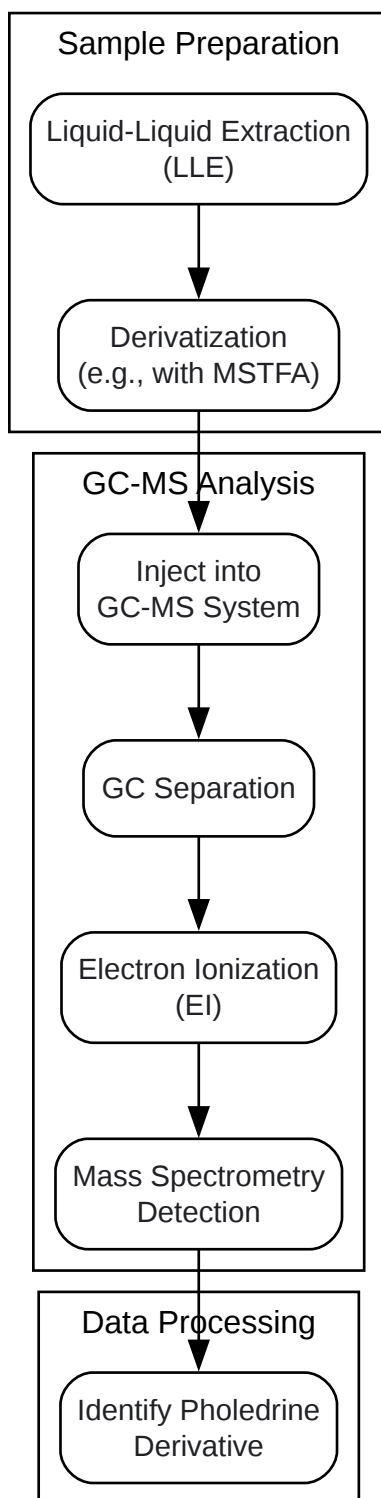 Sample Preparation
Liquid-Liquid Extraction
(LLE)
Derivatization
(e.g., with MSTFA)
GC-MS Analysis
Inject into
GC-MS System
GC Separation
Electron Ionization
(EI)
Mass Spectrometry
Detection
Data Processing
Identify Pholedrine
Derivative